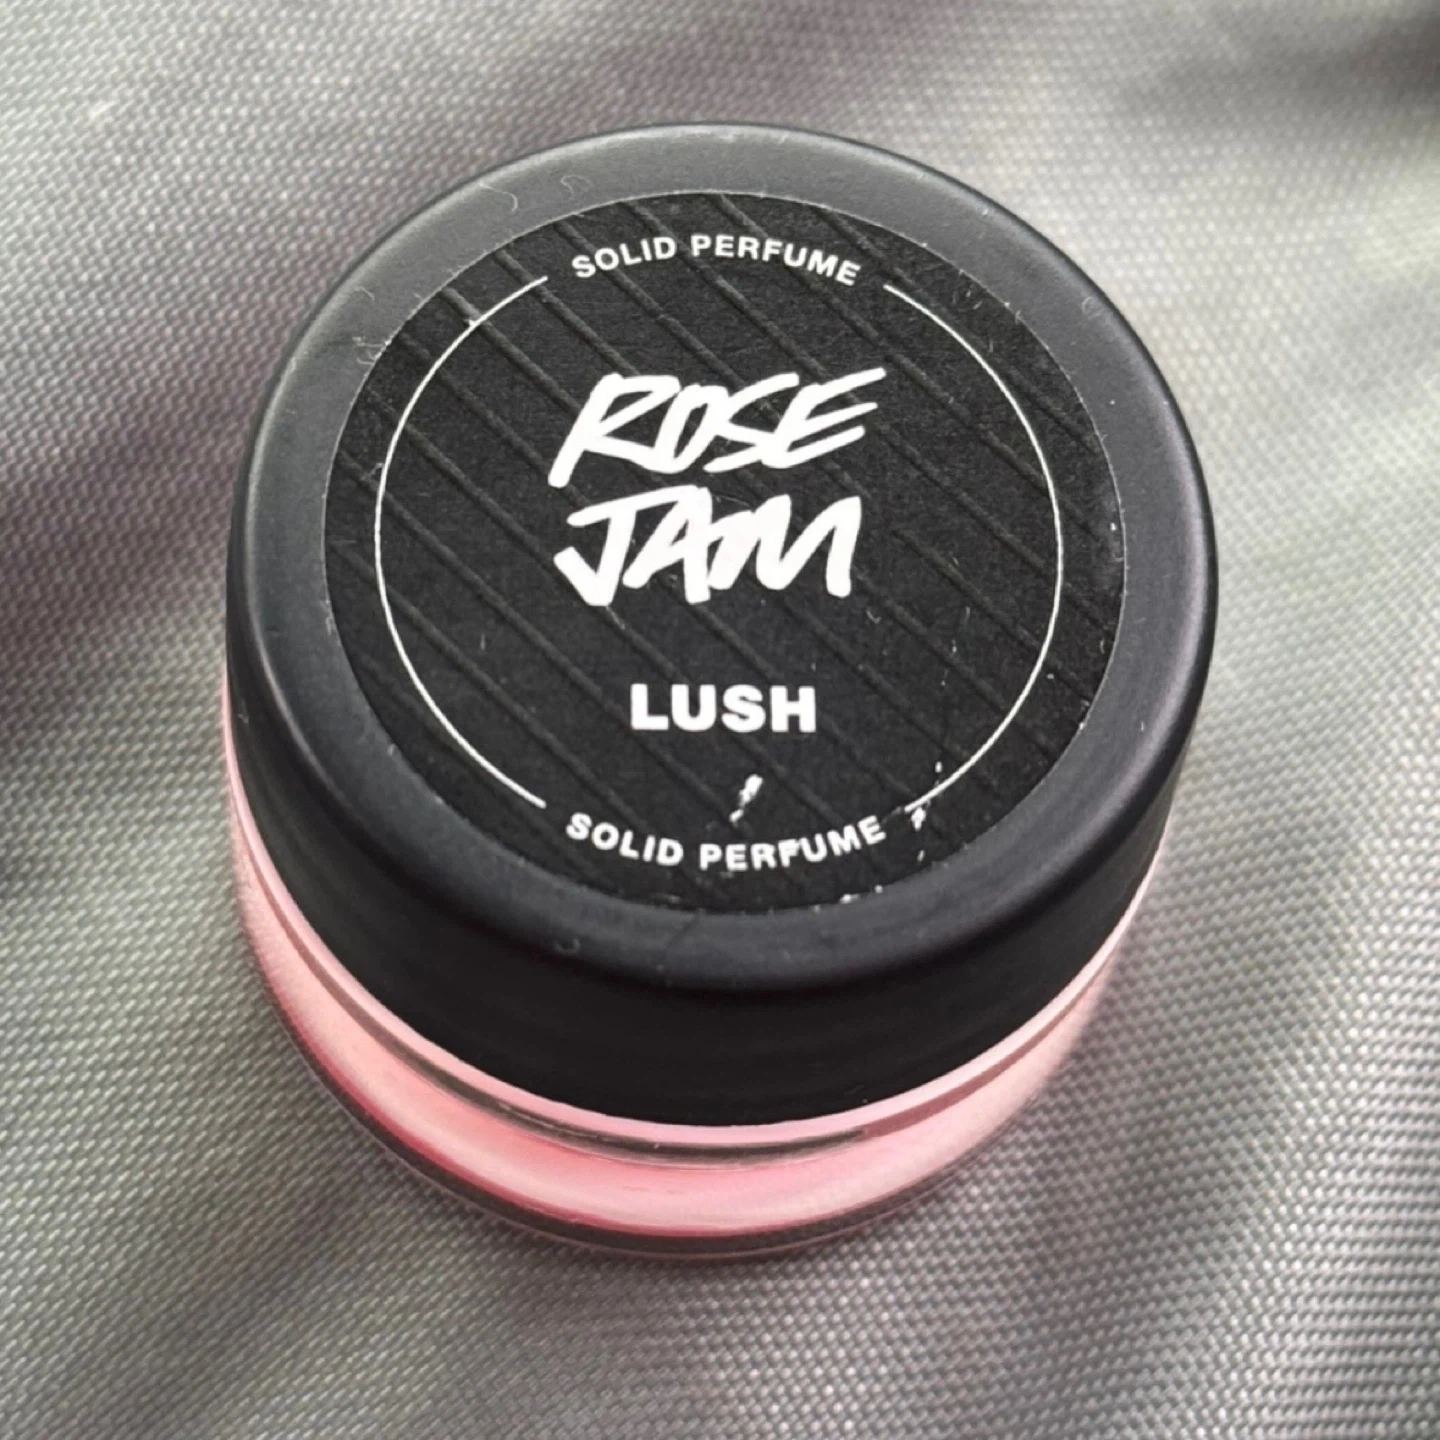 SOLID PERFUME
ROSE
JAM
LUSH
SOLID PERFUME